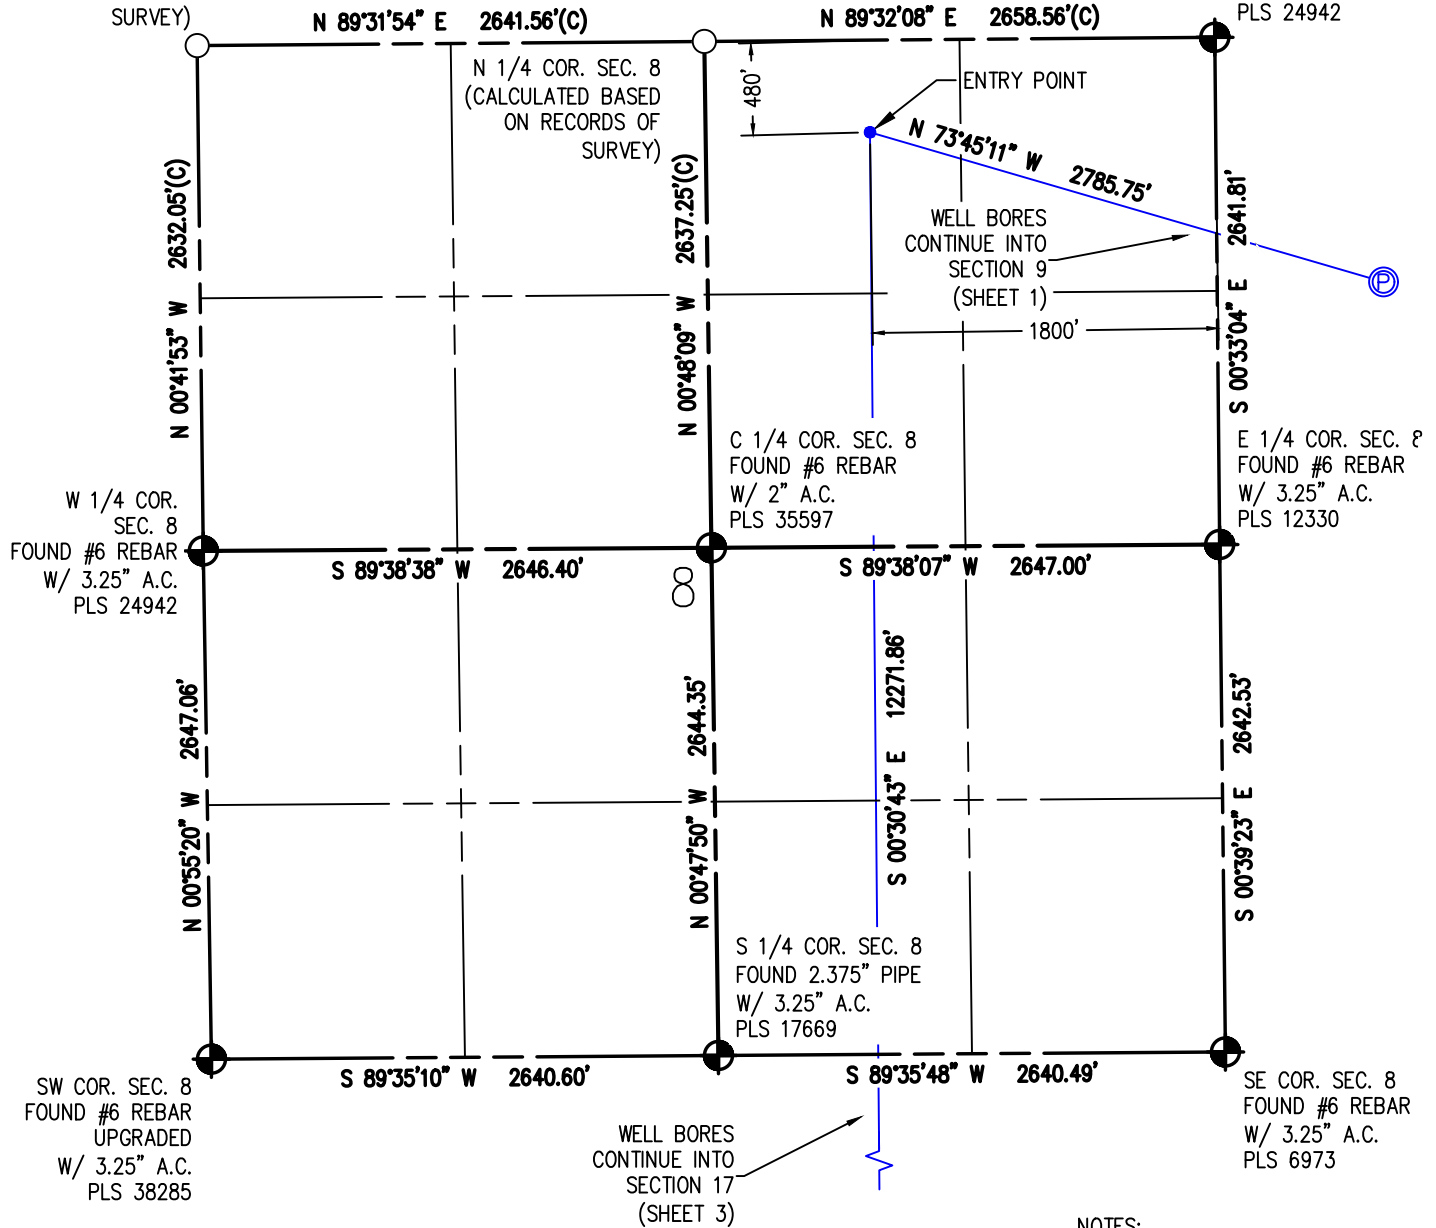 SURVEY)
N 89°31'54" E 2641.56'(C)
N 89°32'08" E 2658.56'(C)
PLS 24942
N 1/4 COR. SEC. 8
(CALCULATED BASED
ON RECORDS OF
SURVEY)
480'
ENTRY POINT
N 73°45'11" W 2785.75'
N 00°41'53" W 2632.05'(C)
N 00°48'09" W 2637.25'(C)
S 00°33'04" E 2641.81'
WELL BORES
CONTINUE INTO
SECTION 9
(SHEET 1)
P
1800'
C 1/4 COR. SEC. 8
FOUND #6 REBAR
W/ 2" A.C.
PLS 35597
E 1/4 COR. SEC. 8
FOUND #6 REBAR
W/ 3.25" A.C.
PLS 12330
W 1/4 COR.
SEC. 8
FOUND #6 REBAR
W/ 3.25" A.C.
PLS 24942
S 89°38'38" W 2646.40'
8
S 89°38'07" W 2647.00'
N 00°55'20" W 2647.06'
N 00°47'50" W 2644.35'
S 00°30'43" E 12271.86'
S 00°39'23" E 2642.53'
S 1/4 COR. SEC. 8
FOUND 2.375" PIPE
W/ 3.25" A.C.
PLS 17669
S 89°35'10" W 2640.60'
S 89°35'48" W 2640.49'
SW COR. SEC. 8
FOUND #6 REBAR
UPGRADED
W/ 3.25" A.C.
PLS 38285
SE COR. SEC. 8
FOUND #6 REBAR
W/ 3.25" A.C.
PLS 6973
WELL BORES
CONTINUE INTO
SECTION 17
(SHEET 3)
NOTES: